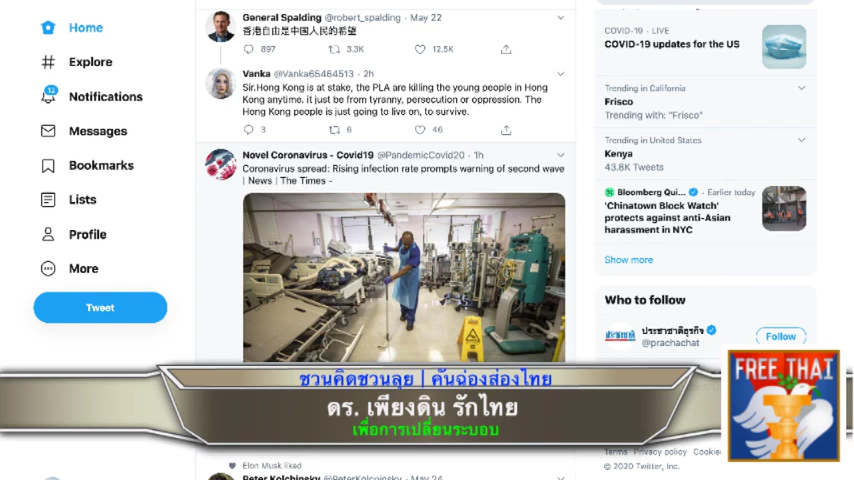 Home
Explore
12
Notifications
Messages
Bookmarks
Lists
Profile
More
Tweet
General Spalding @robert_spalding · May 22
香港自由是中国人民的希望
897 3.3K 12.5K
Vanka @Vanka65464513 · 2h
Sir.Hong Kong is at stake, the PLA are killing the young people in Hong
Kong anytime. it just be from tyranny, persecution or oppression. The
Hong Kong people is just going to live on, to survive.
3 6 46
Novel Coronavirus - Covid19 @PandemicCovid20 · 1h
Coronavirus spread: Rising infection rate prompts warning of second wave
| News | The Times -
Elon Musk liked
Peter Kolchinsky · May 24
COVID-19 · LIVE
COVID-19 updates for the US
Trending in California
Frisco
Trending with: "Frisco"
Trending in United States
Kenya
43.8K Tweets
Bloomberg Qui... · Earlier today
'Chinatown Block Watch'
protects against anti-Asian
harassment in NYC
Show more
Who to follow
ประชาชาติธุรกิจ
@prachachat
Follow
Terms Privacy policy Cookie
© 2020 Twitter, Inc.
ชวนคิดชวนลุย | คันฉ่องส่องไทย
ดร. เพียงดิน รักไทย
เพื่อการเปลี่ยนระบอบ
FREE THAI